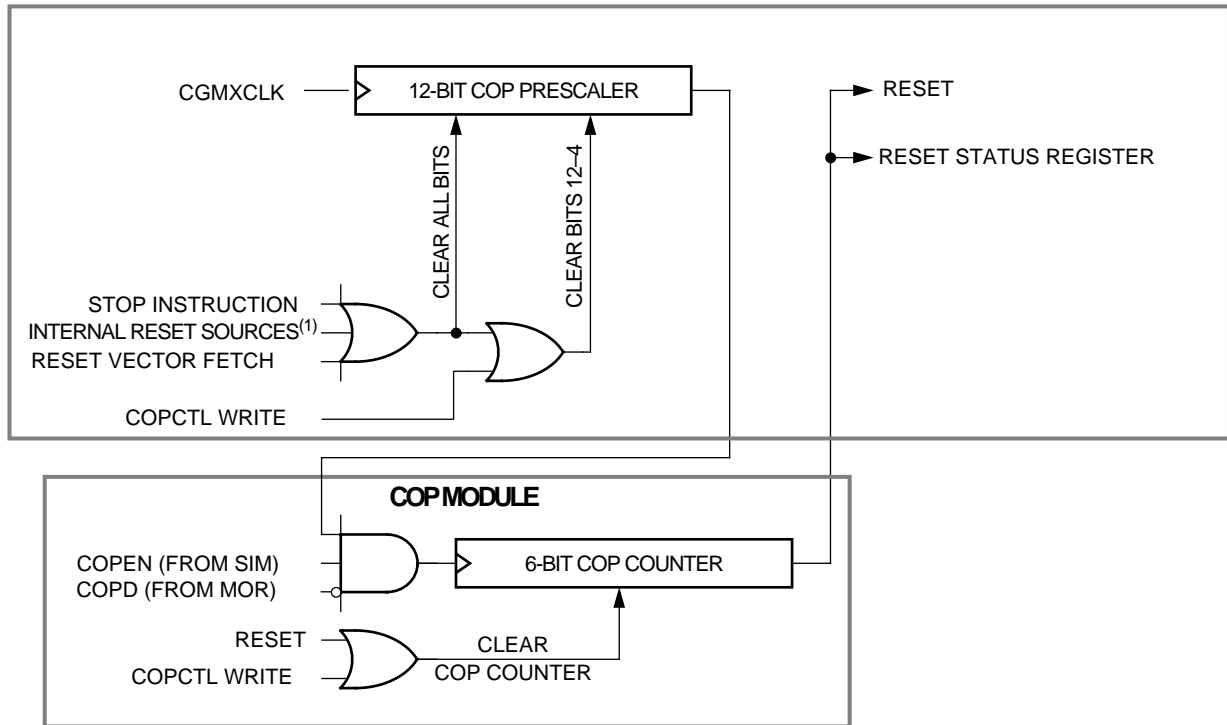 CGMXCLK
12-BIT COP PRESCALER
RESET
RESET STATUS REGISTER
CLEAR ALL BITS
CLEAR BITS 12–4
STOP INSTRUCTION
INTERNAL RESET SOURCES(1)
RESET VECTOR FETCH
COPCTL WRITE
COP MODULE
COPEN (FROM SIM)
COPD (FROM MOR)
6-BIT COP COUNTER
RESET
COPCTL WRITE
CLEAR
COP COUNTER